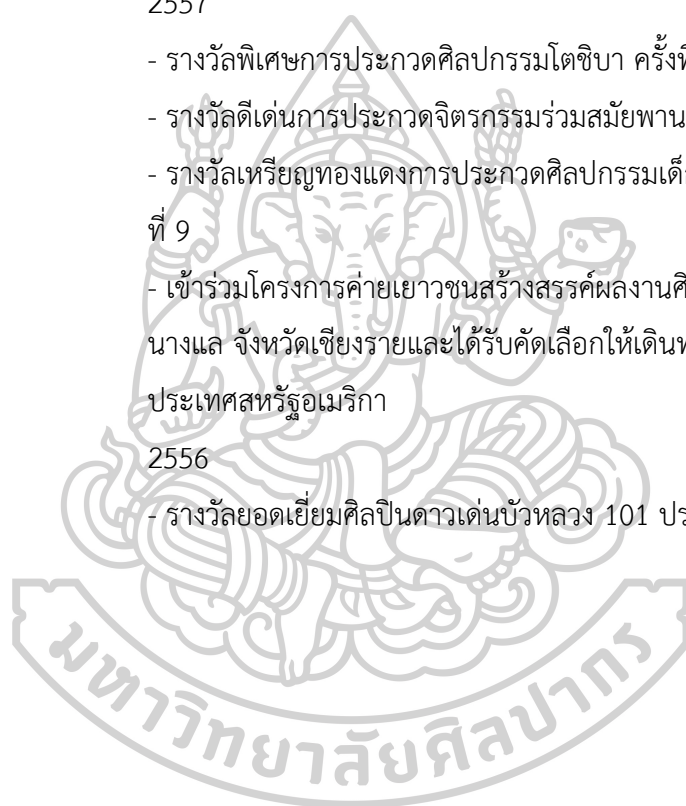 2557
- รางวัลพิเศษการประกวดศิลปกรรมโตชิบา ครั้งที่
- รางวัลดีเด่นการประกวดจิตรกรรมร่วมสมัยพาน
- รางวัลเหรียญทองแดงการประกวดศิลปกรรมเด็ก
ที่ 9
- เข้าร่วมโครงการค่ายเยาวชนสร้างสรรค์ผลงานศิ
นางแล จังหวัดเชียงรายและได้รับคัดเลือกให้เดินท
ประเทศสหรัฐอเมริกา
2556
- รางวัลยอดเยี่ยมศิลปินดาวเด่นบัวหลวง 101 ประ
มหาวิทยาลัยศิลปากร